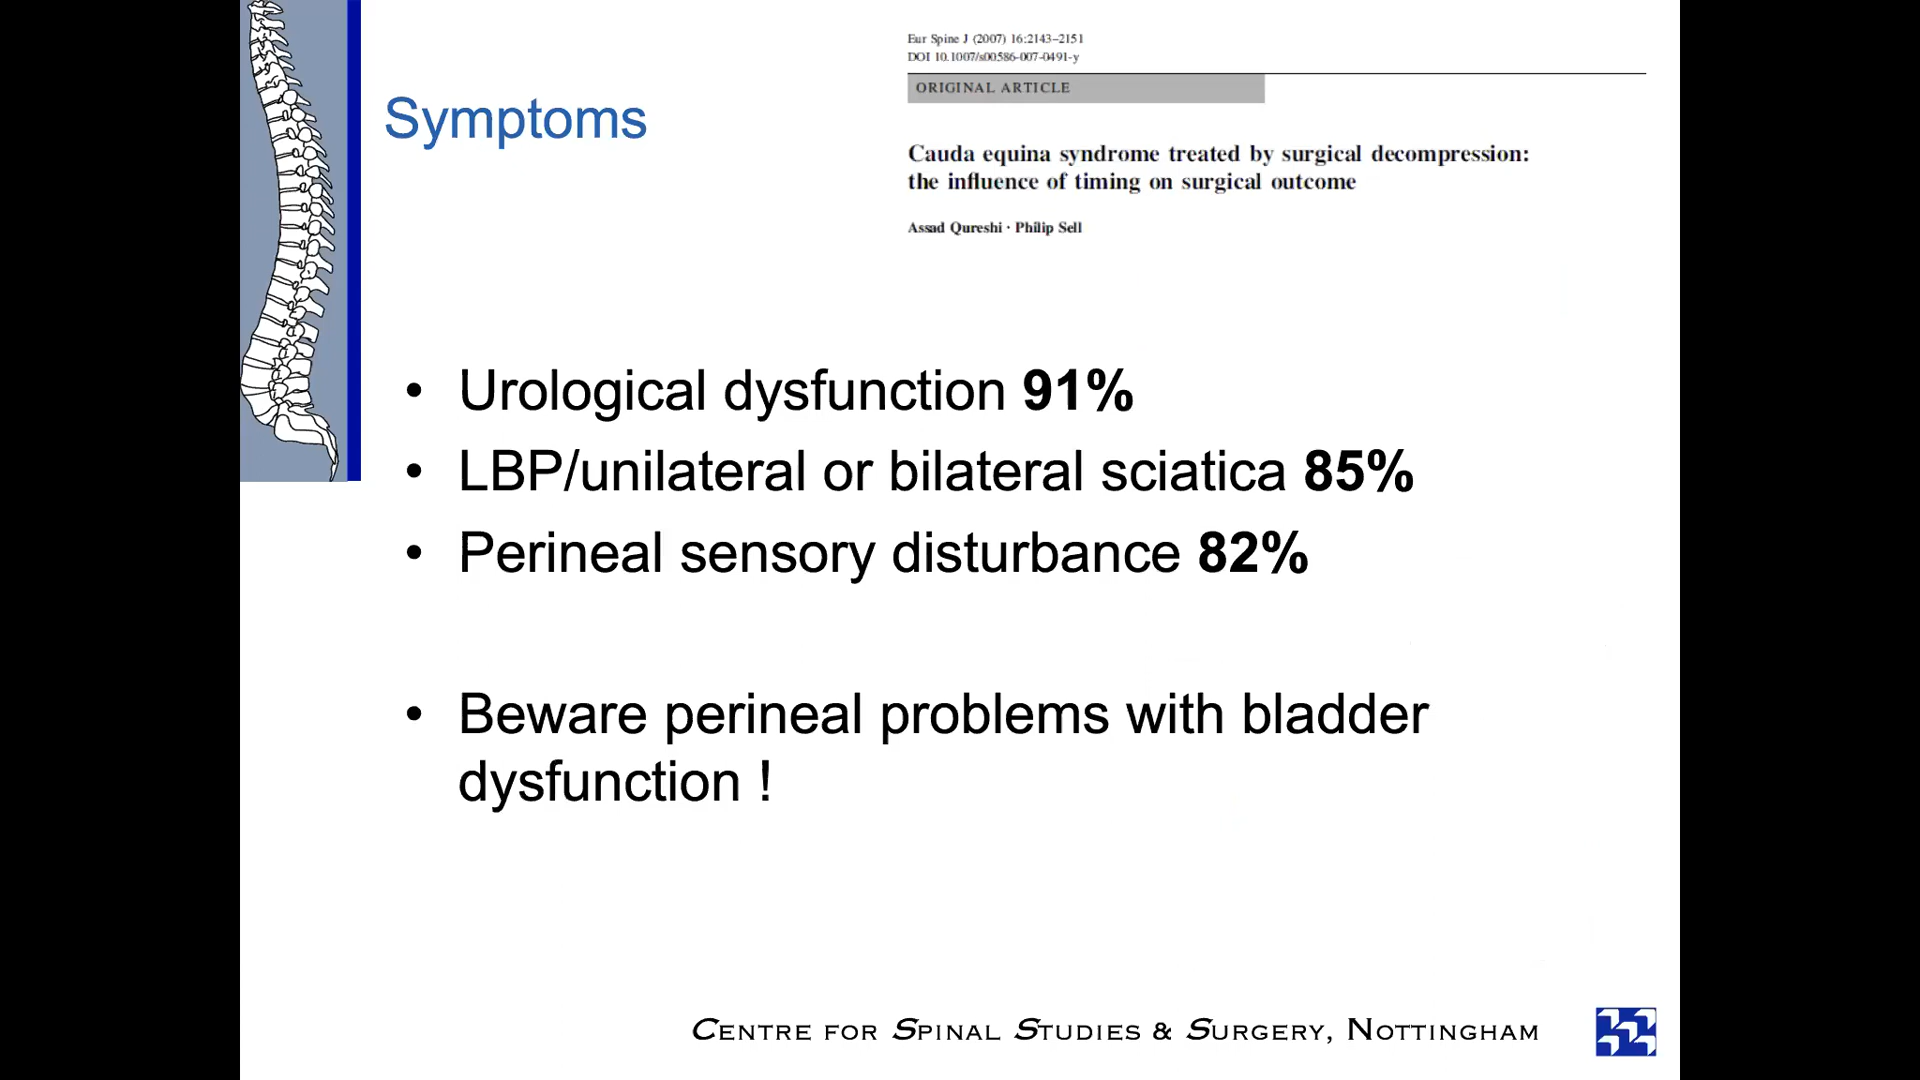 Eur Spine J (2007) 16:2143–2151
DOI 10.1007/s00586-007-0491-y
ORIGINAL ARTICLE
Symptoms
Cauda equina syndrome treated by surgical decompression:
the influence of timing on surgical outcome
Assad Qureshi · Philip Sell
• Urological dysfunction 91%
• LBP/unilateral or bilateral sciatica 85%
• Perineal sensory disturbance 82%
• Beware perineal problems with bladder
dysfunction !
CENTRE FOR SPINAL STUDIES & SURGERY, NOTTINGHAM